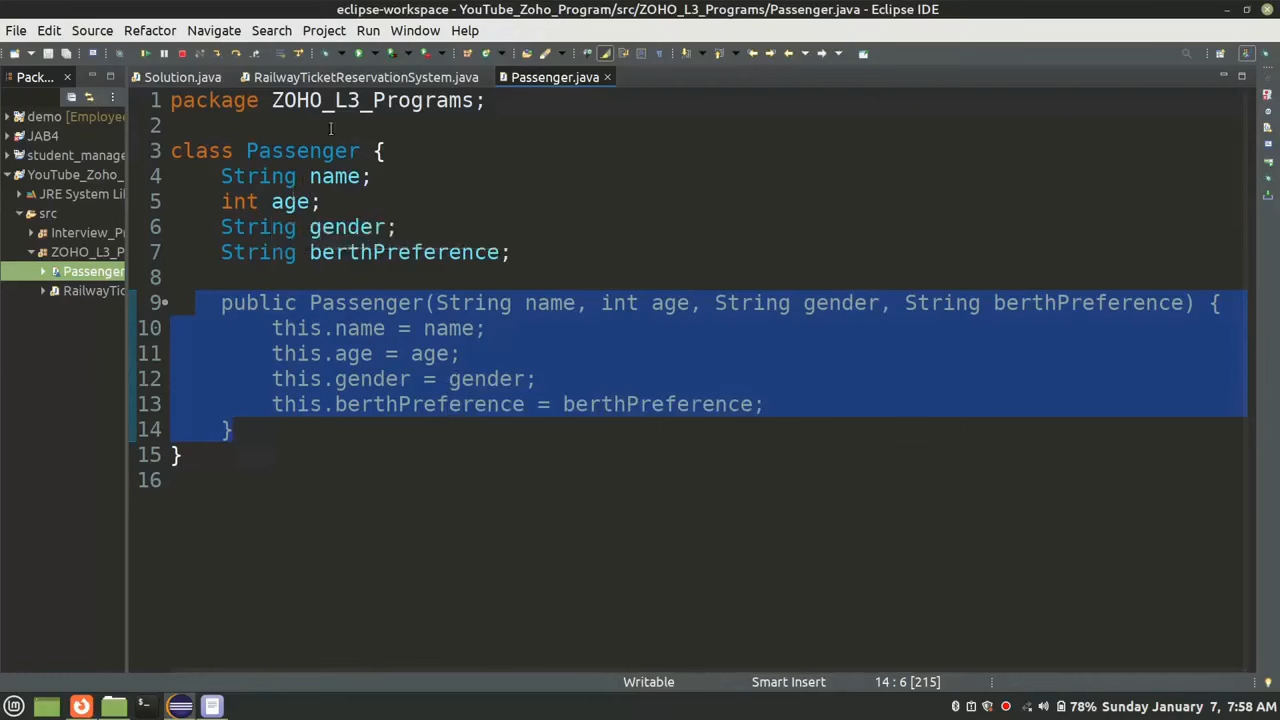 eclipse-workspace - YouTube_Zoho_Program/src/ZOHO_L3_Programs/Passenger.java - Eclipse IDE
File Edit Source Refactor Navigate Search Project Run Window Help
Pack...
Solution.java
RailwayTicketReservationSystem.java
Passenger.java
demo [Employee
JAB4
student_manage
YouTube_Zoho_
JRE System Lib
src
Interview_Pr
ZOHO_L3_P
Passenger
RailwayTic
1 package ZOHO_L3_Programs;
2
3 class Passenger {
4 String name;
5 int age;
6 String gender;
7 String berthPreference;
8
9 public Passenger(String name, int age, String gender, String berthPreference) {
10 this.name = name;
11 this.age = age;
12 this.gender = gender;
13 this.berthPreference = berthPreference;
14 }
15 }
16
Writable Smart Insert 14 : 6 [215]
78% Sunday January 7, 7:58 AM